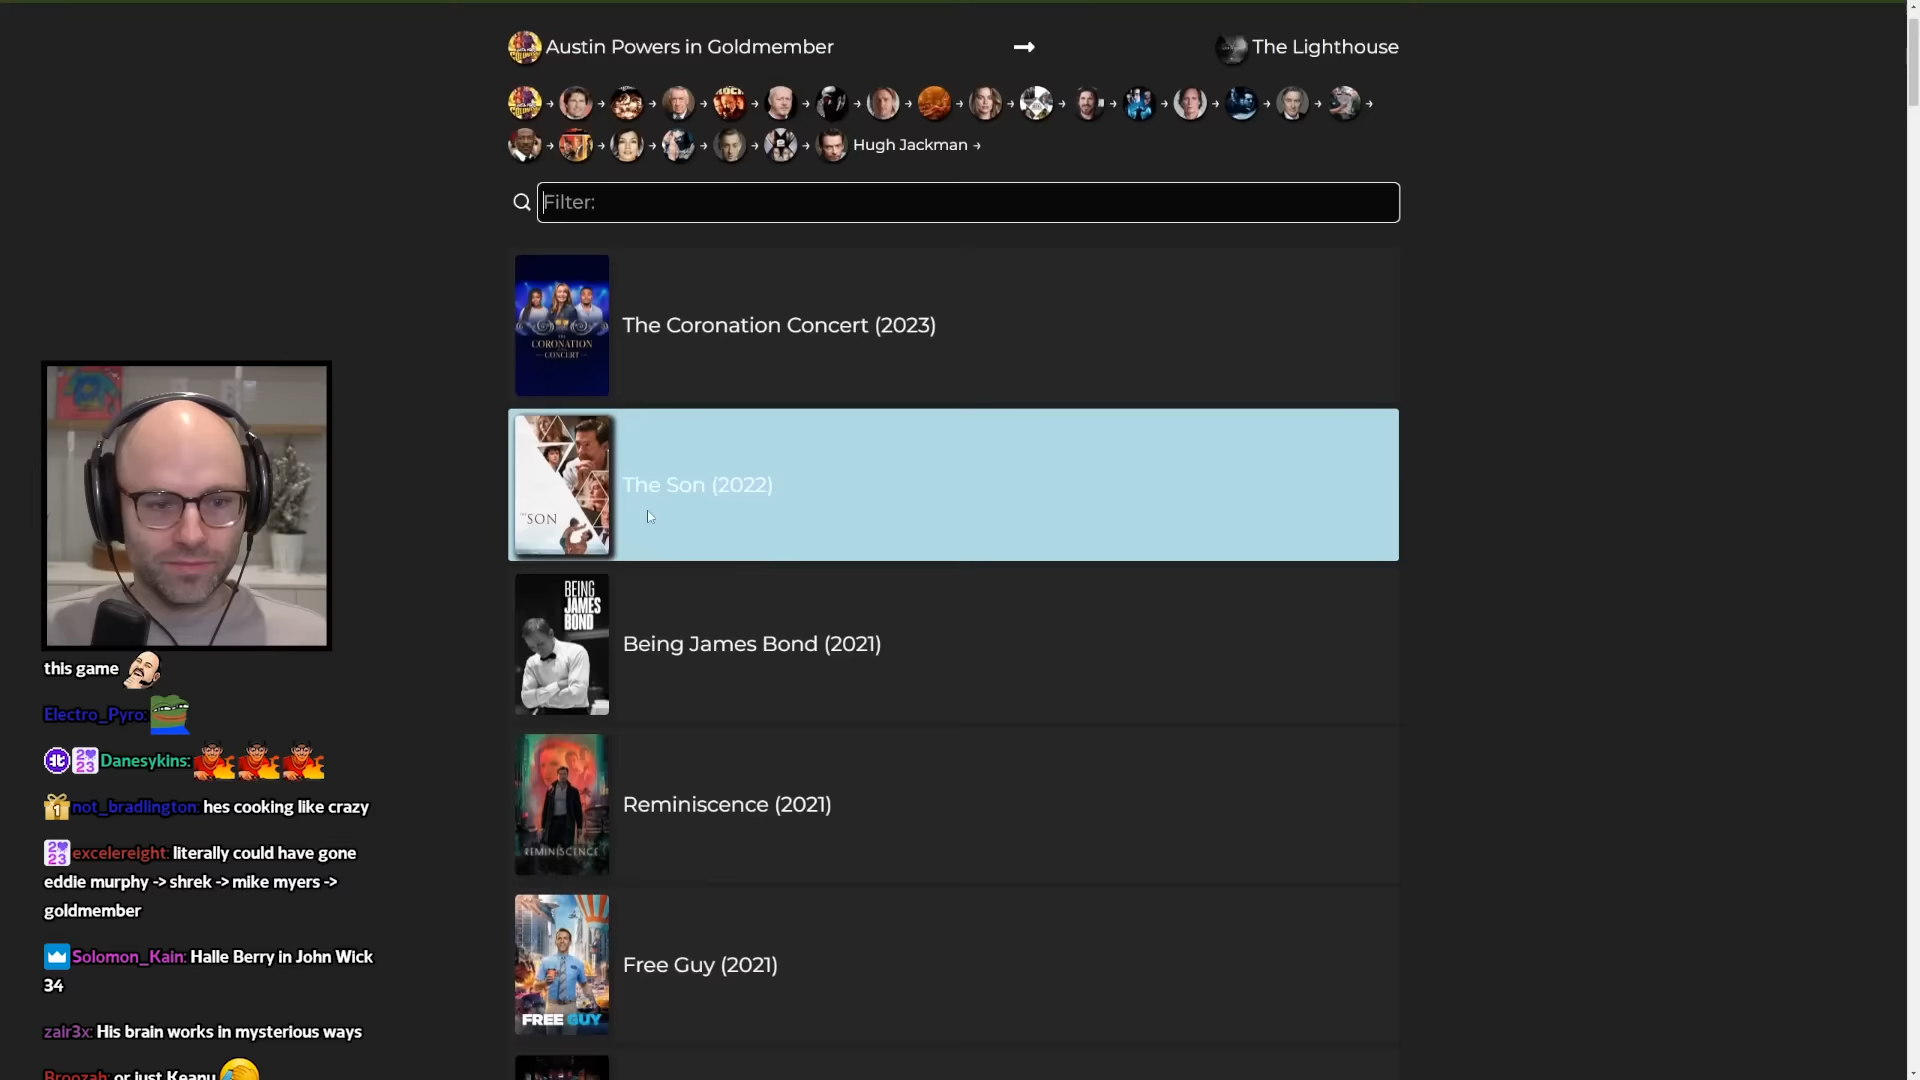 Austin Powers in Goldmember → The Lighthouse
Hugh Jackman →
Filter:
THE CORONATION CONCERT
The Coronation Concert (2023)
THE SON
The Son (2022)
BEING JAMES BOND
Being James Bond (2021)
REMINISCENCE
Reminiscence (2021)
FREE GUY
Free Guy (2021)
this game
Electro_Pyro:
Danesykins:
not_bradlington: hes cooking like crazy
excelereight: literally could have gone
eddie murphy -> shrek -> mike myers ->
goldmember
Solomon_Kain: Halle Berry in John Wick
34
zair3x: His brain works in mysterious ways
Broozah: or just Keanu